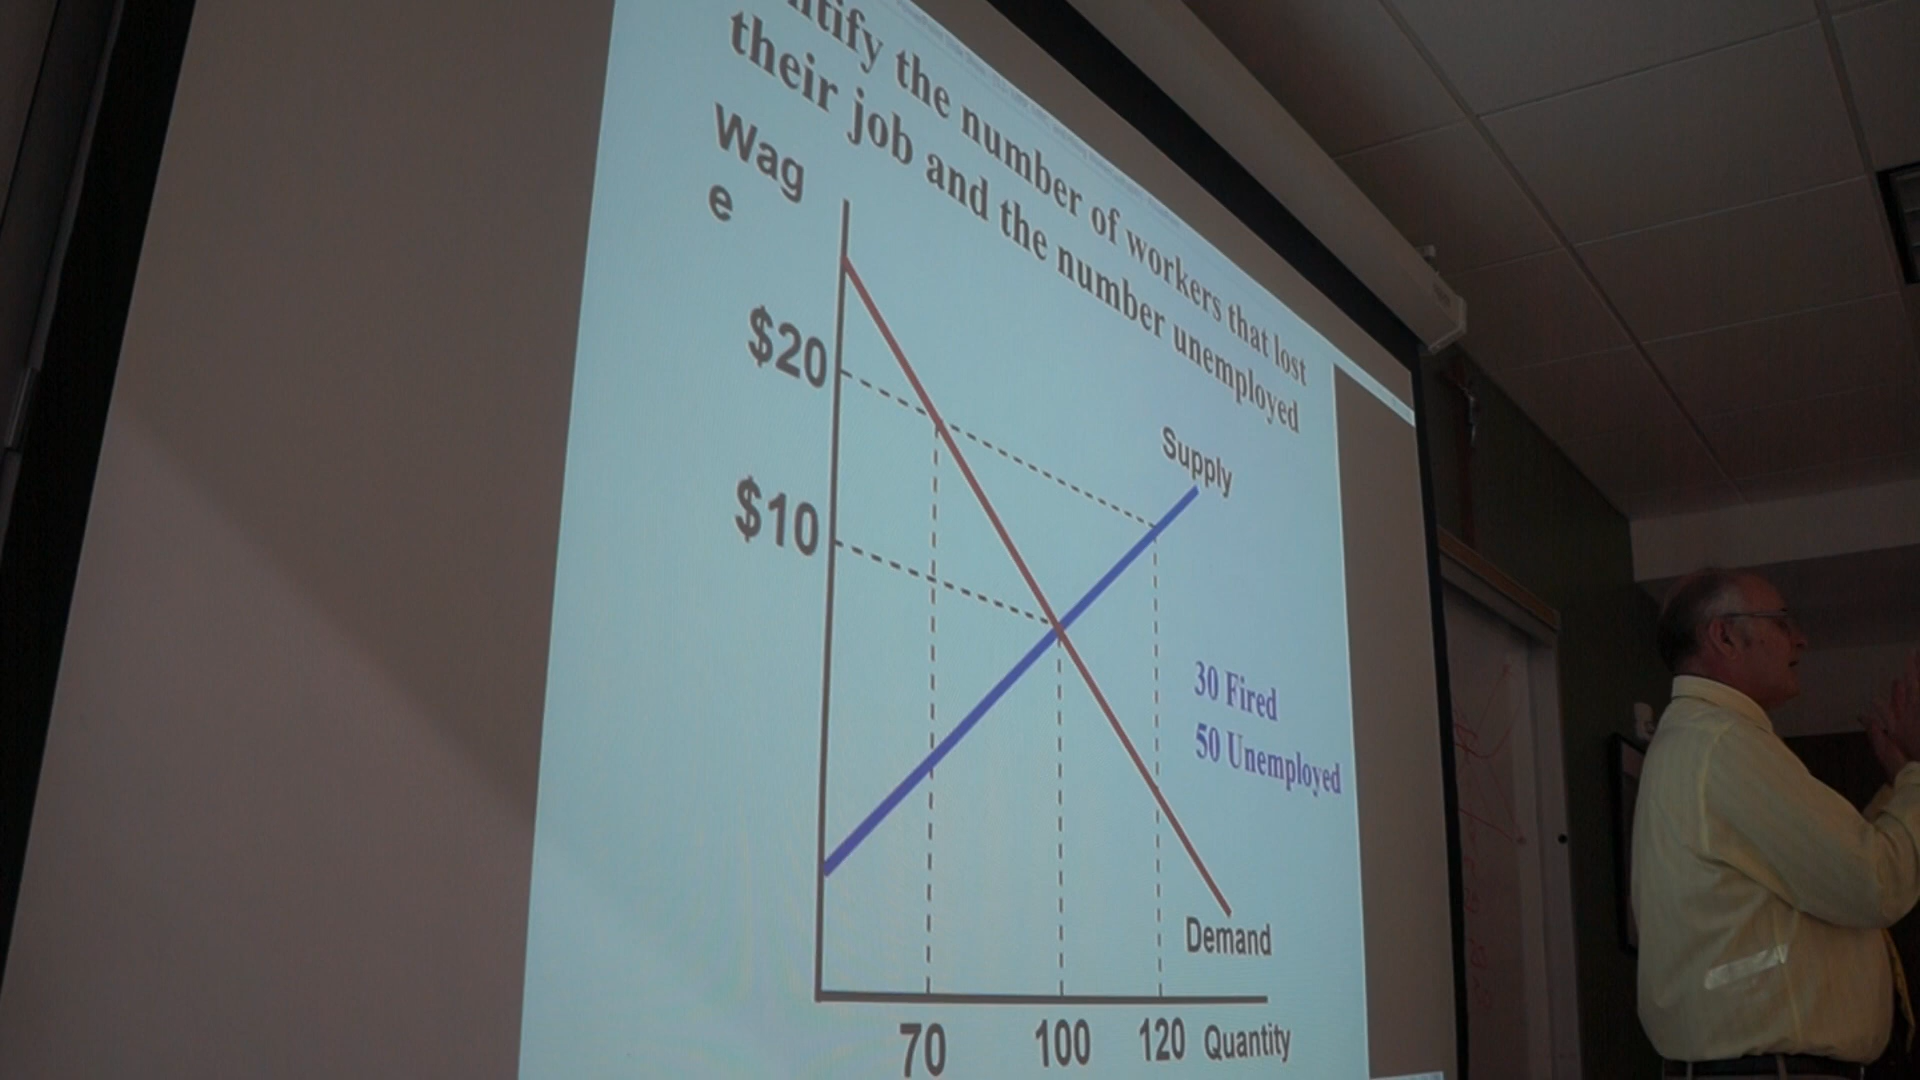 the number of workers that lost
their job and the number unemployed
Wag
e
$20
$10
Supply
30 Fired
50 Unemployed
Demand
70 100 120 Quantity